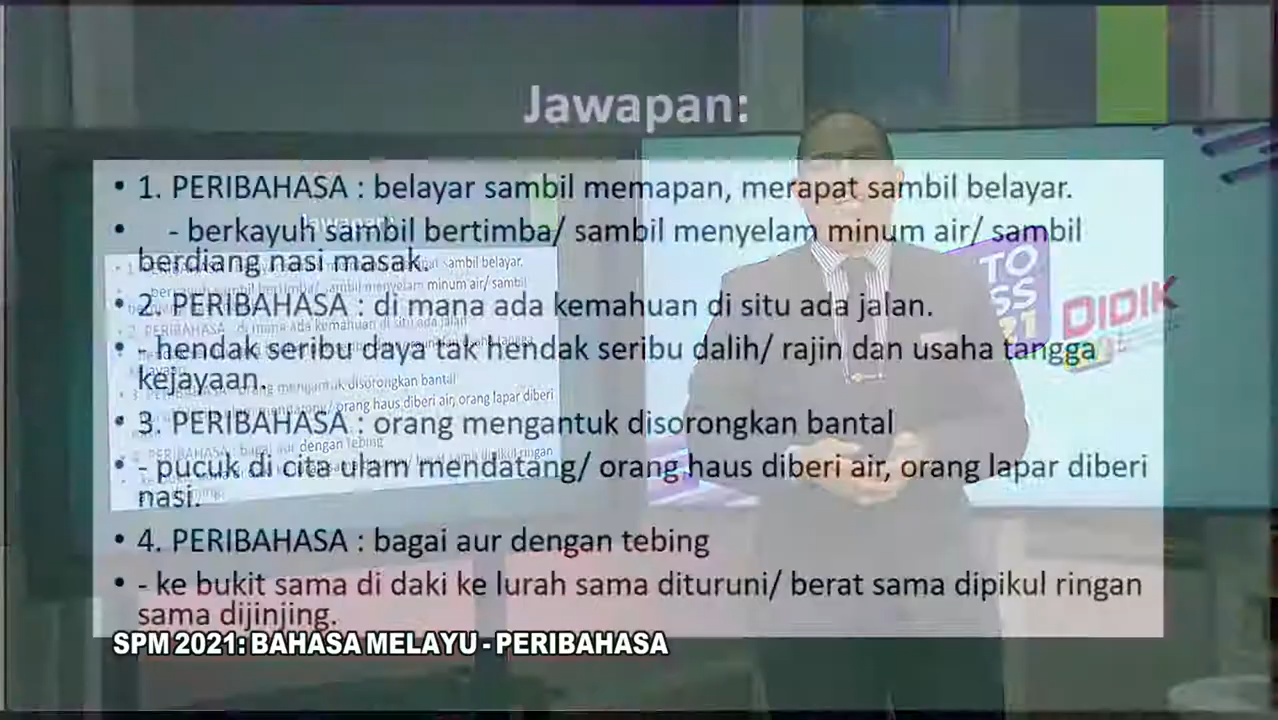 Jawapan:
• 1. PERIBAHASA : belayar sambil memapan, merapat sambil belayar.
• - berkayuh sambil bertimba/ sambil menyelam minum air/ sambil
berdiang nasi masak.
• 2. PERIBAHASA : di mana ada kemahuan di situ ada jalan.
• - hendak seribu daya tak hendak seribu dalih/ rajin dan usaha tangga
kejayaan.
• 3. PERIBAHASA : orang mengantuk disorongkan bantal
• - pucuk di cita ulam mendatang/ orang haus diberi air, orang lapar diberi
nasi.
• 4. PERIBAHASA : bagai aur dengan tebing
• - ke bukit sama di daki ke lurah sama dituruni/ berat sama dipikul ringan
sama dijinjing.
SPM 2021: BAHASA MELAYU - PERIBAHASA
TO
SS
21
DIDIK